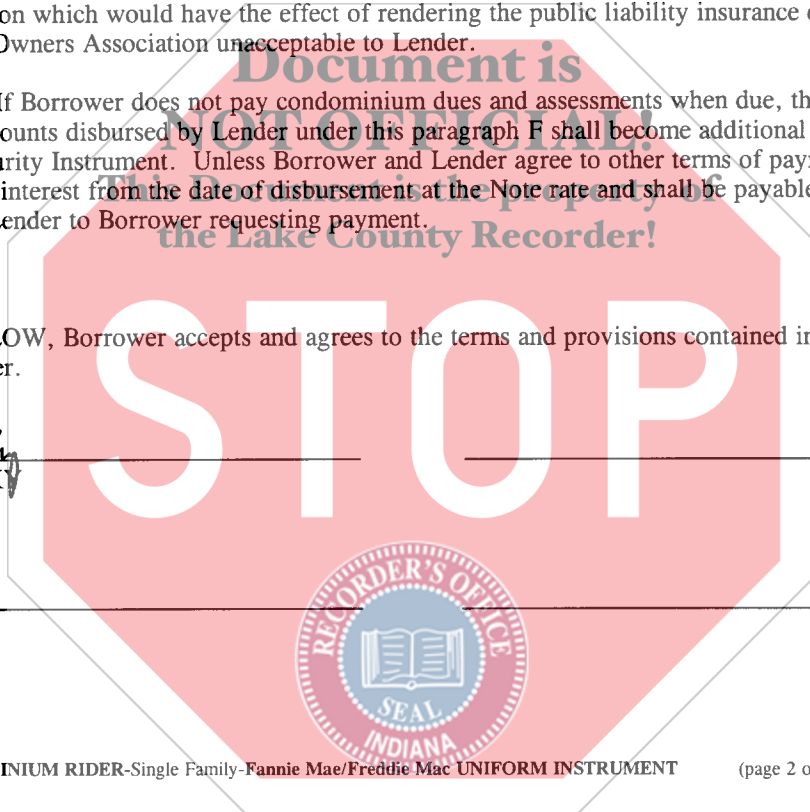 on which would have the effect of rendering the public liability insurance
Owners Association unacceptable to Lender.
Document is
If Borrower does not pay condominium dues and assessments when due,
NOT OFFICIAL!
ounts disbursed by Lender under this paragraph F shall become additional
rity Instrument. Unless Borrower and Lender agree to other terms of pay
This Document is the property of
interest from the date of disbursement at the Note rate and shall be payable
ender to Borrower requesting payment.
the Lake County Recorder!
OW, Borrower accepts and agrees to the terms and provisions contained in
er.
STOP
RECORDER'S OFFICE
SEAL
INDIANA
INIUM RIDER-Single Family-Fannie Mae/Freddie Mac UNIFORM INSTRUMENT (page 2 o